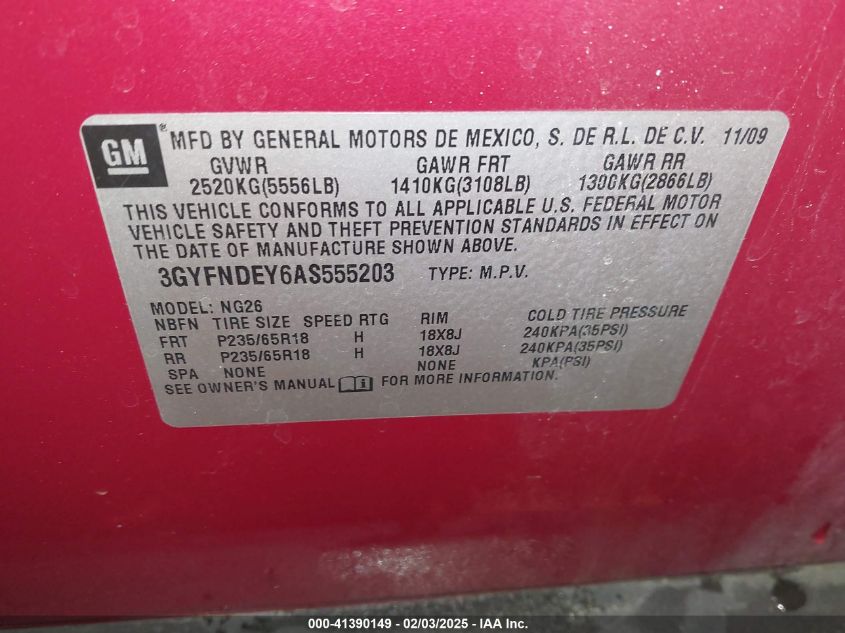 GM® MFD BY GENERAL MOTORS DE MEXICO, S. DE R.L. DE C.V. 11/09
GVWR GAWR FRT GAWR RR
2520KG(5556LB) 1410KG(3108LB) 1300KG(2866LB)
THIS VEHICLE CONFORMS TO ALL APPLICABLE U.S. FEDERAL MOTOR
VEHICLE SAFETY AND THEFT PREVENTION STANDARDS IN EFFECT ON
THE DATE OF MANUFACTURE SHOWN ABOVE.
3GYFNDEY6AS555203 TYPE: M.P.V.
MODEL: NG26
NBFN TIRE SIZE SPEED RTG RIM COLD TIRE PRESSURE
FRT P235/65R18 H 18X8J 240KPA(35PSI)
RR P235/65R18 H 18X8J 240KPA(35PSI)
SPA NONE NONE KPA(PSI)
SEE OWNER'S MANUAL FOR MORE INFORMATION.
000-41390149 - 02/03/2025 - IAA Inc.